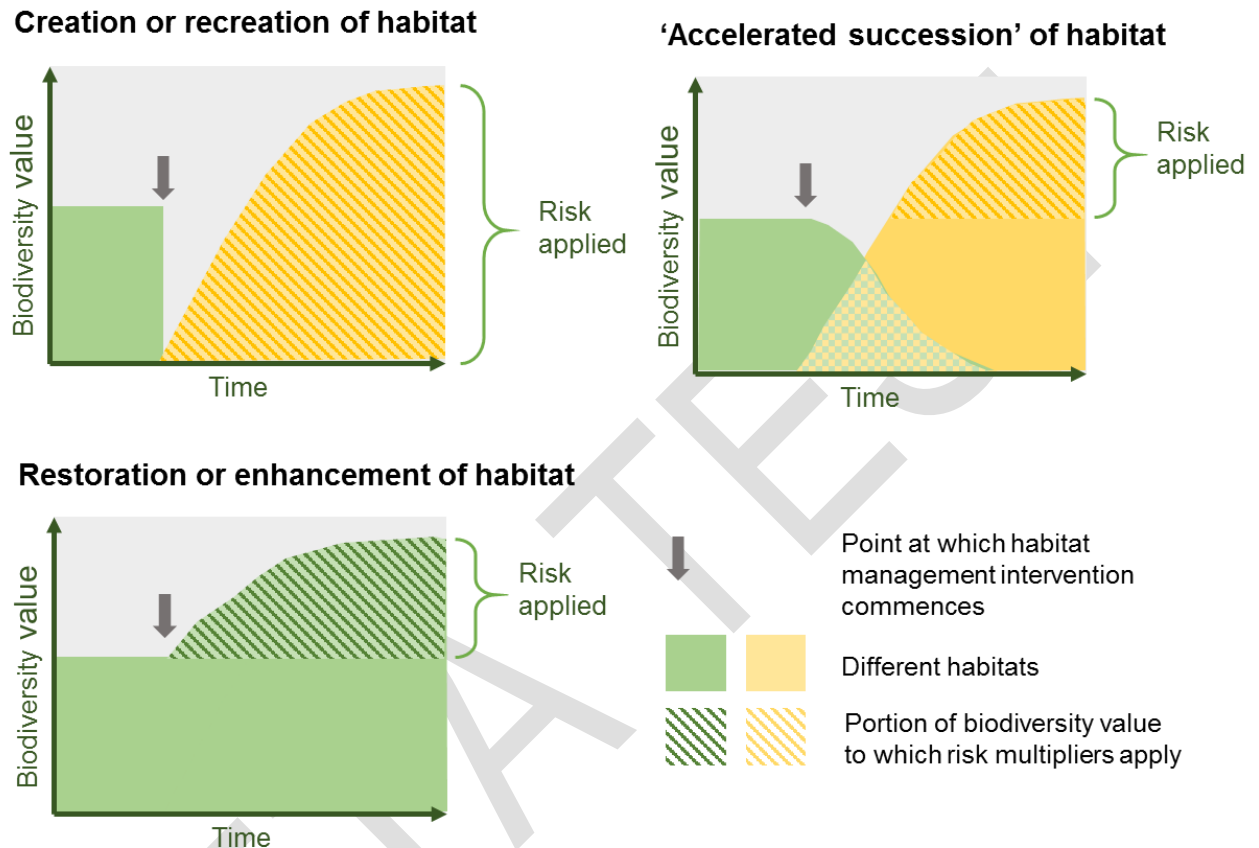 Creation or recreation of habitat
Biodiversity value
Risk
applied
Time
‘Accelerated succession’ of habitat
Biodiversity value
Risk
applied
Time
Restoration or enhancement of habitat
Biodiversity value
Risk
applied
Time
Point at which habitat
management intervention
commences
Different habitats
Portion of biodiversity value
to which risk multipliers apply